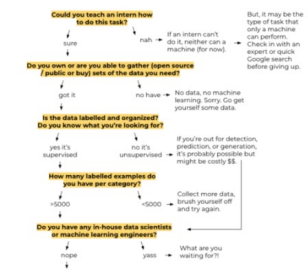 Could you teach an intern how
to do this task?
sure
nah
If an intern can't
do it, neither can a
machine (for now).
But, it may be the
type of task that
only a machine
can perform.
Check in with an
expert or quick
Google search
before giving up.
Do you own or are you able to gather (open source
/ public or buy) sets of the data you need?
got it
no have
No data, no machine
learning. Sorry. Go get
yourself some data.
Is the data labelled and organized?
Do you know what you're looking for?
yes it's
supervised
no it's
unsupervised
If you're out for detection,
prediction, or generation,
it's probably possible but
might be costly $$.
How many labelled examples do
you have per category?
>5000
<5000
Collect more data,
brush yourself off
and try again.
Do you have any in-house data scientists
or machine learning engineers?
nope
yass
What are you
waiting for?!